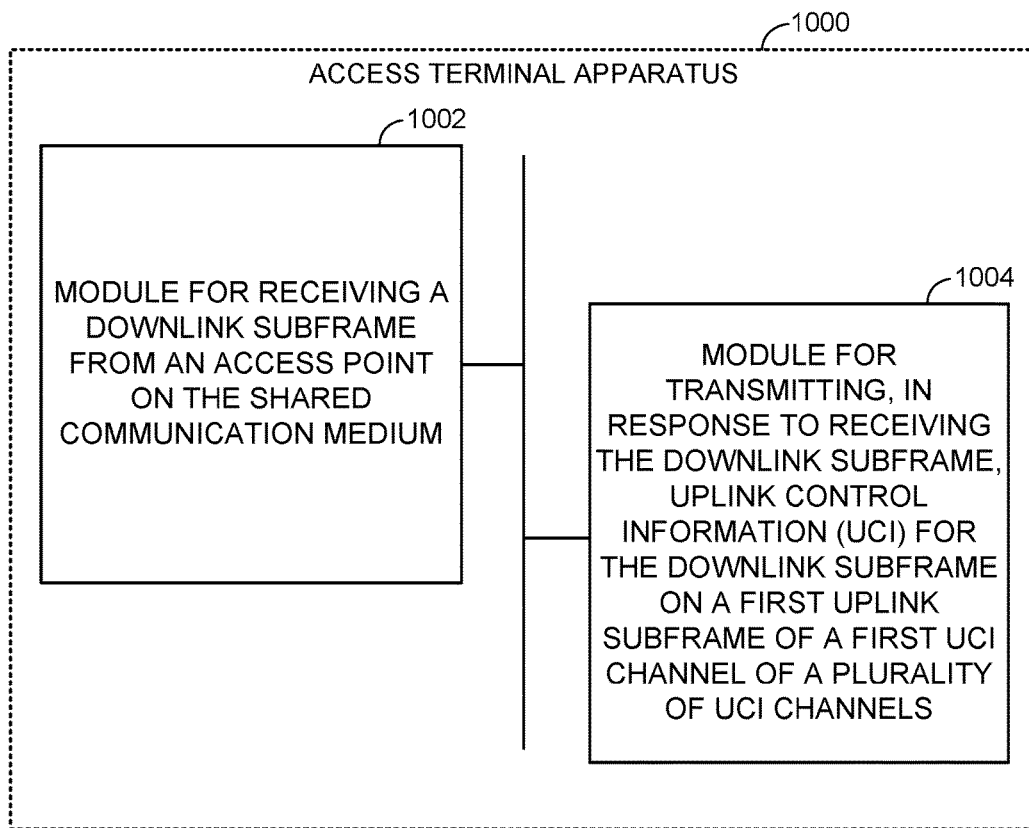 1000
ACCESS TERMINAL APPARATUS
1002
MODULE FOR RECEIVING A
DOWNLINK SUBFRAME
FROM AN ACCESS POINT
ON THE SHARED
COMMUNICATION MEDIUM
1004
MODULE FOR
TRANSMITTING, IN
RESPONSE TO RECEIVING
THE DOWNLINK SUBFRAME,
UPLINK CONTROL
INFORMATION (UCI) FOR
THE DOWNLINK SUBFRAME
ON A FIRST UPLINK
SUBFRAME OF A FIRST UCI
CHANNEL OF A PLURALITY
OF UCI CHANNELS